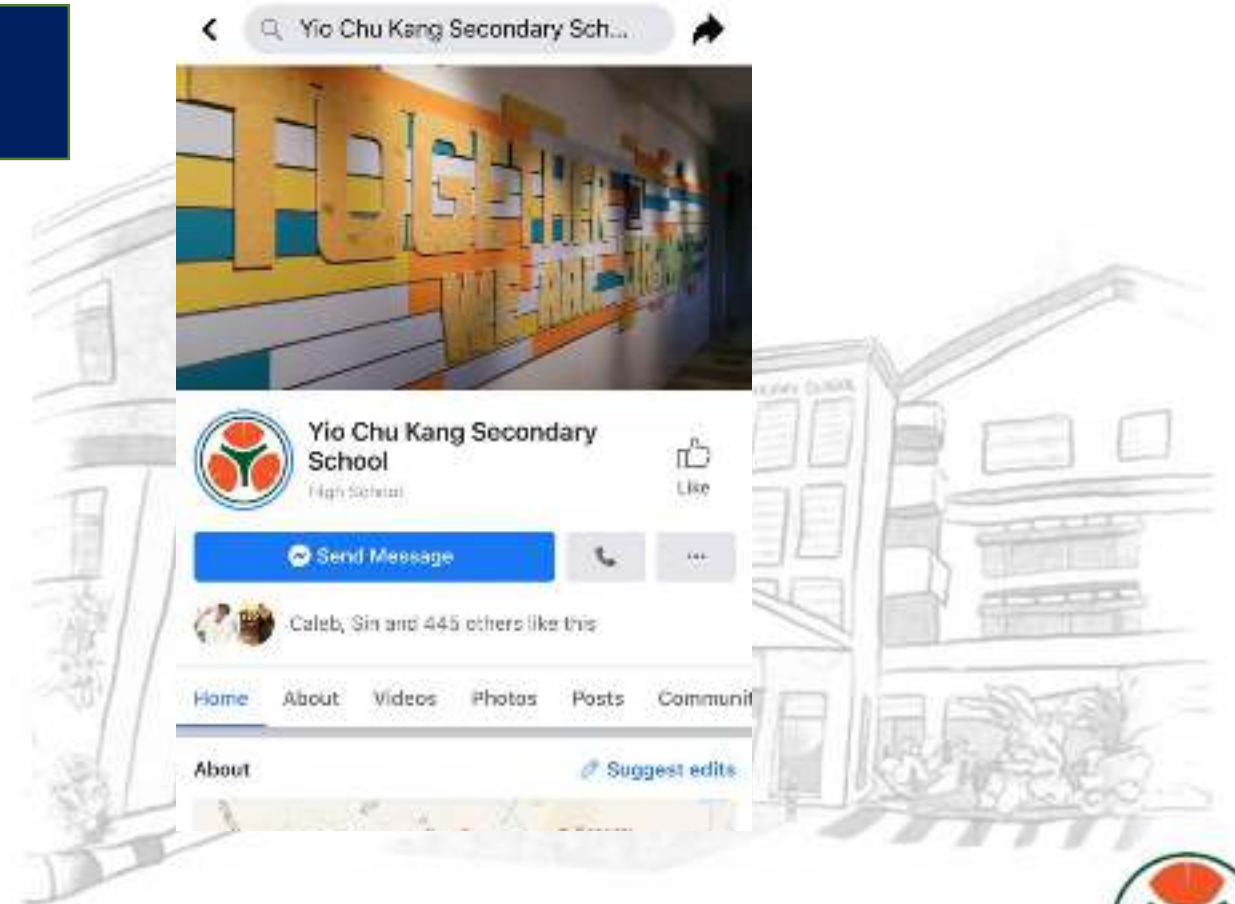 Yio Chu Kang Secondary Sch...
TOGETHER
WE ARE
Yio Chu Kang Secondary
School
High School
Like
Send Message
Caleb, Sin and 445 others like this
Home About Videos Photos Posts Communit
About Suggest edits